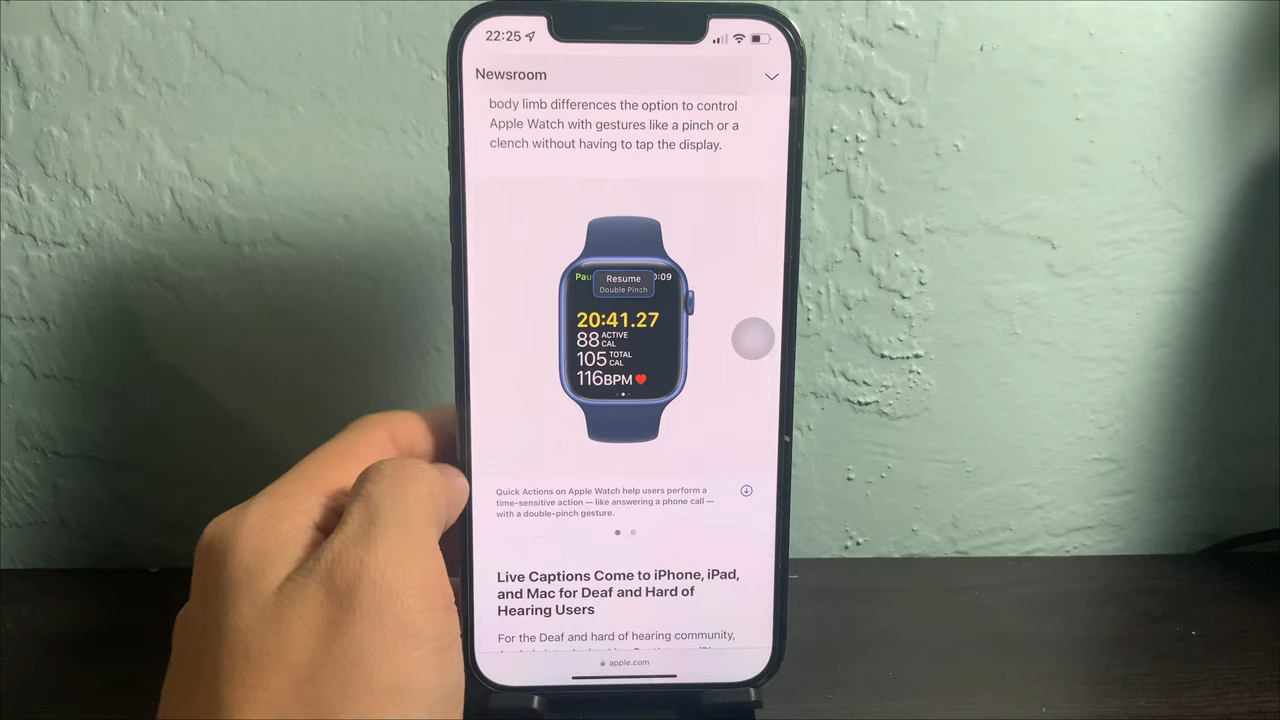 22:25
Newsroom
body limb differences the option to control
Apple Watch with gestures like a pinch or a
clench without having to tap the display.
Pau
Resume
:09
Double Pinch
20:41.27
88 ACTIVE CAL
105 TOTAL CAL
116BPM
Quick Actions on Apple Watch help users perform a
time-sensitive action — like answering a phone call —
with a double-pinch gesture.
Live Captions Come to iPhone, iPad,
and Mac for Deaf and Hard of
Hearing Users
For the Deaf and hard of hearing community,
apple.com